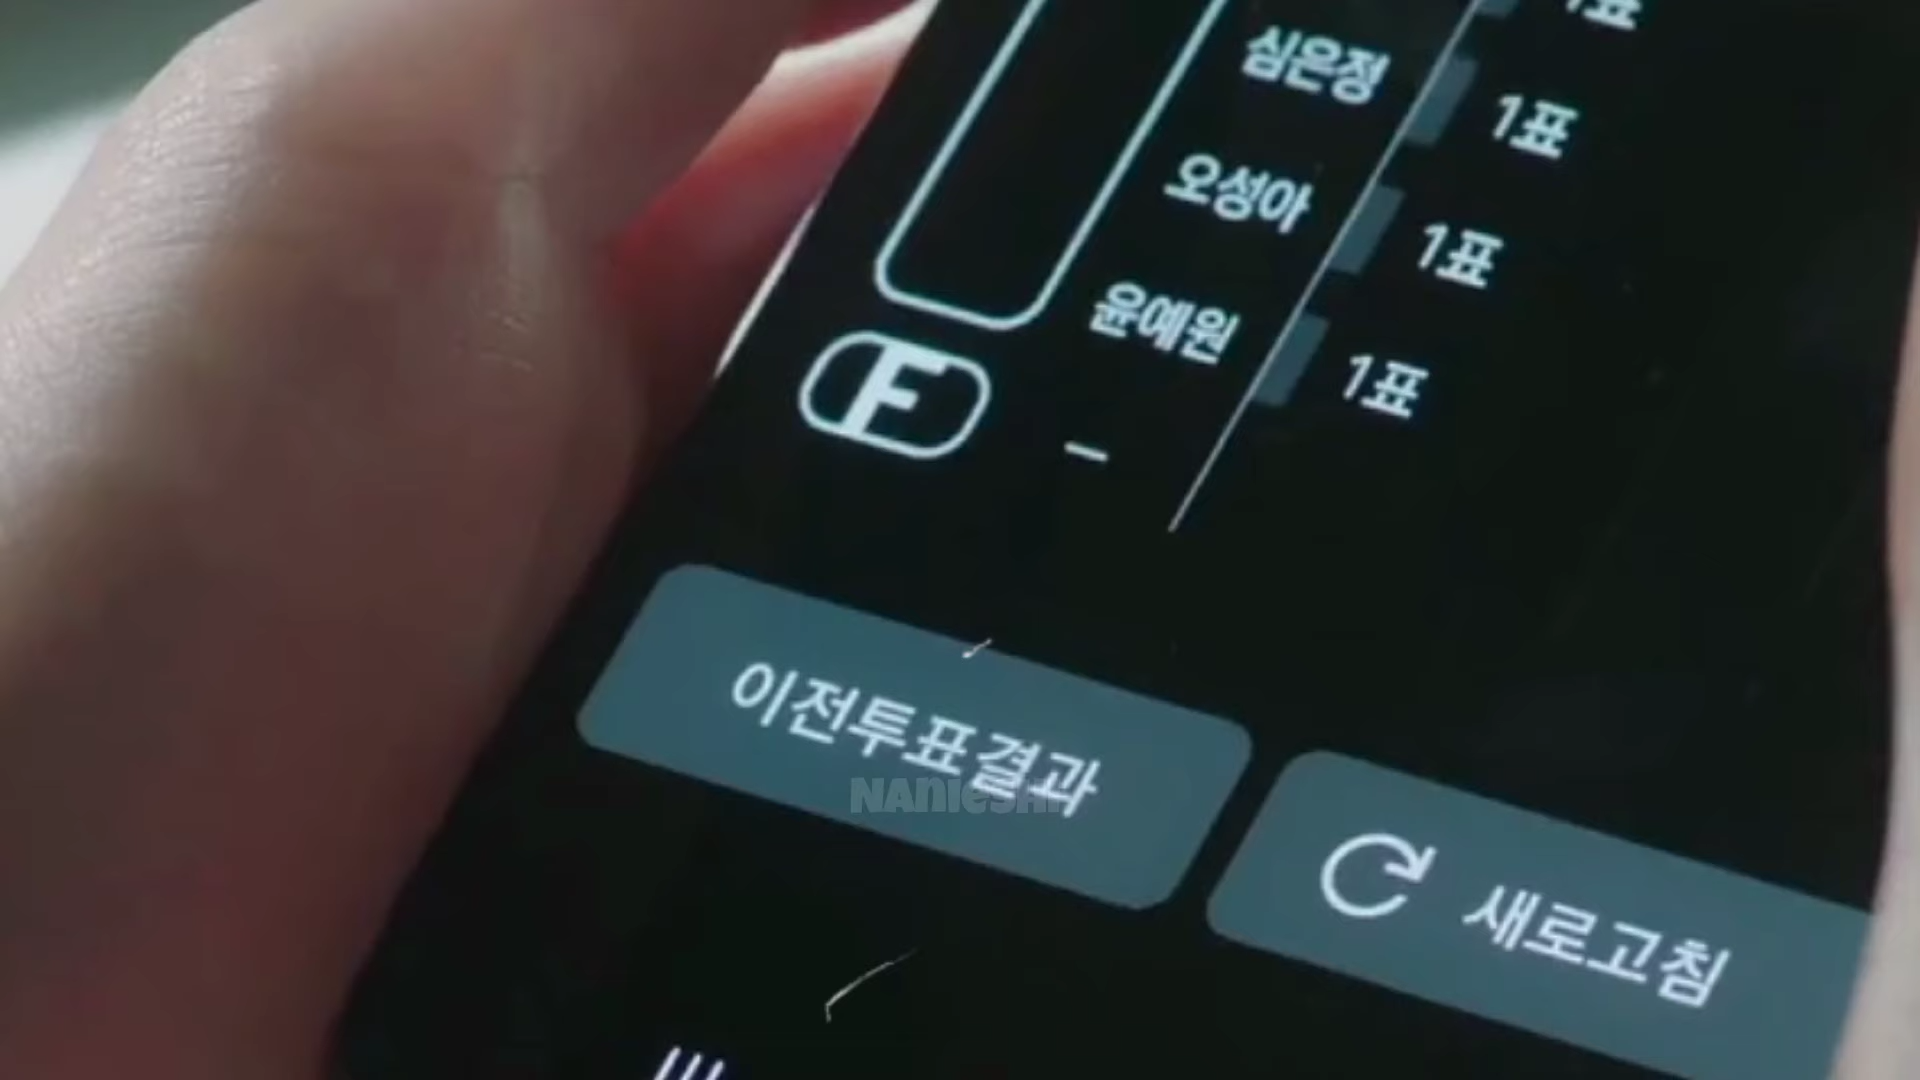 1표
심은정 1표
오성아 1표
윤예원 1표
F –
이전투표결과
새로고침
NANIESHI